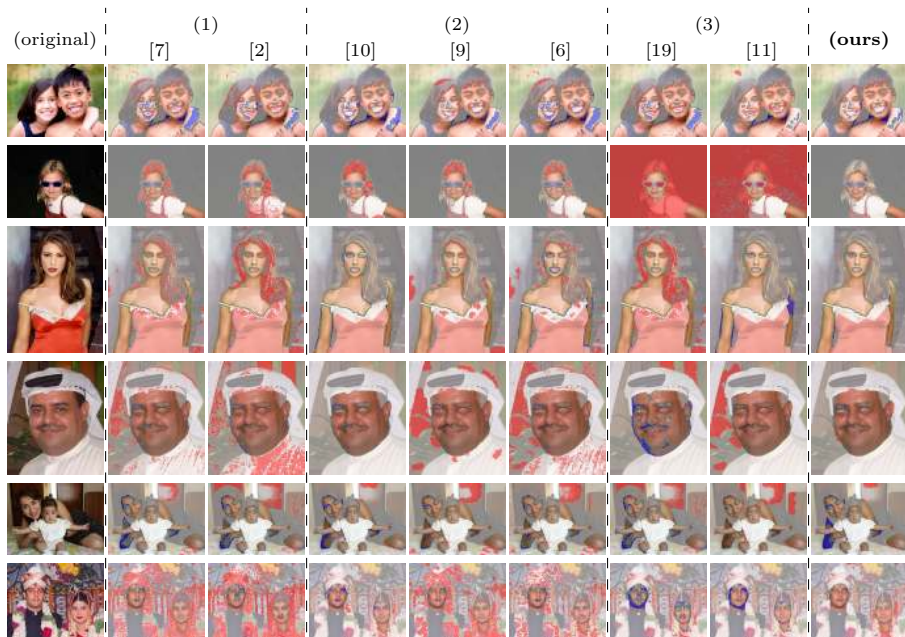 (original) (1) (2) (3) (ours)
[7] [2] [10] [9] [6] [19] [11]